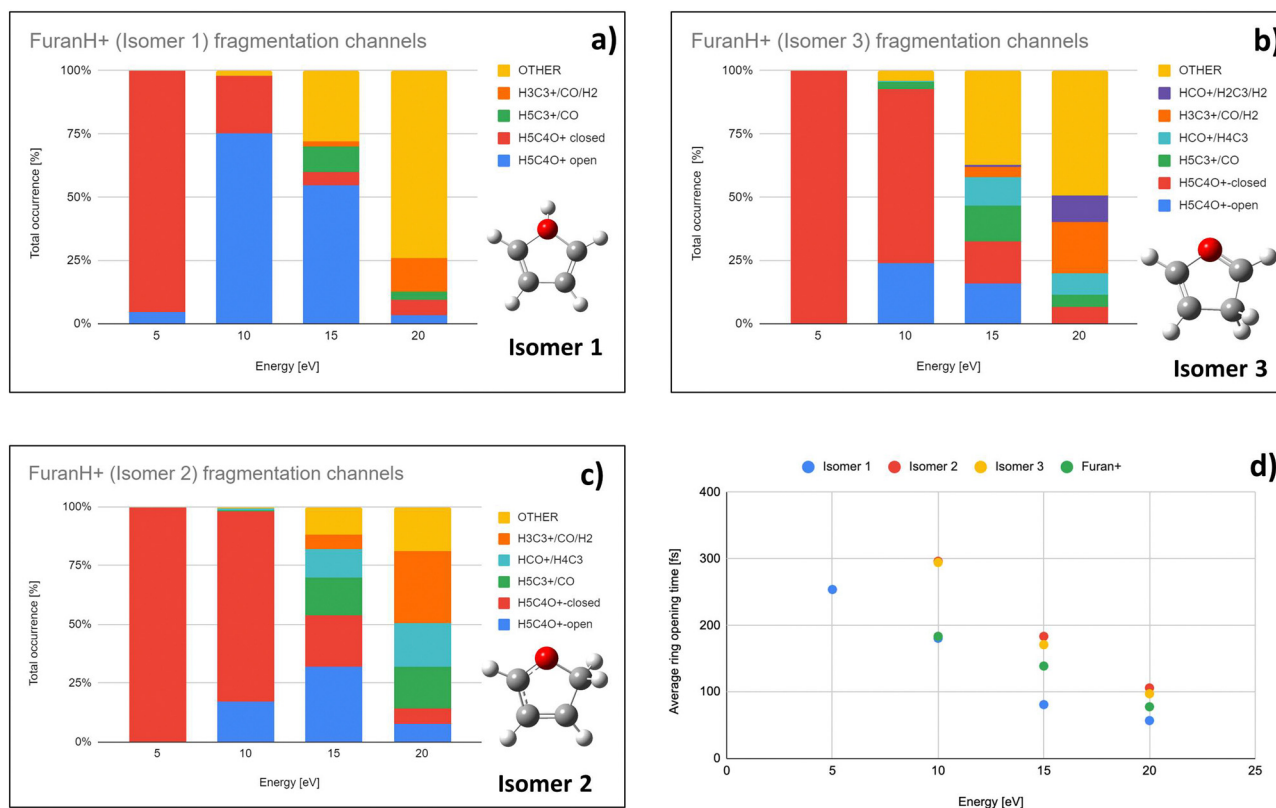 a)
FuranH+ (Isomer 1) fragmentation channels
100%
75%
50%
25%
0%
Total occurrence [%]
5 10 15 20
Energy [eV]
OTHER
H3C3+/CO/H2
H5C3+/CO
H5C4O+ closed
H5C4O+ open
Isomer 1
b)
FuranH+ (Isomer 3) fragmentation channels
100%
75%
50%
25%
0%
Total occurrence [%]
5 10 15 20
Energy [eV]
OTHER
HCO+/H2C3/H2
H3C3+/CO/H2
HCO+/H4C3
H5C3+/CO
H5C4O+-closed
H5C4O+-open
Isomer 3
c)
FuranH+ (Isomer 2) fragmentation channels
100%
75%
50%
25%
0%
Total occurrence [%]
5 10 15 20
Energy [eV]
OTHER
H3C3+/CO/H2
HCO+/H4C3
H5C3+/CO
H5C4O+-closed
H5C4O+-open
Isomer 2
d)
Isomer 1 Isomer 2 Isomer 3 Furan+
400
300
200
100
0
Average ring opening time [fs]
0 5 10 15 20 25
Energy [eV]